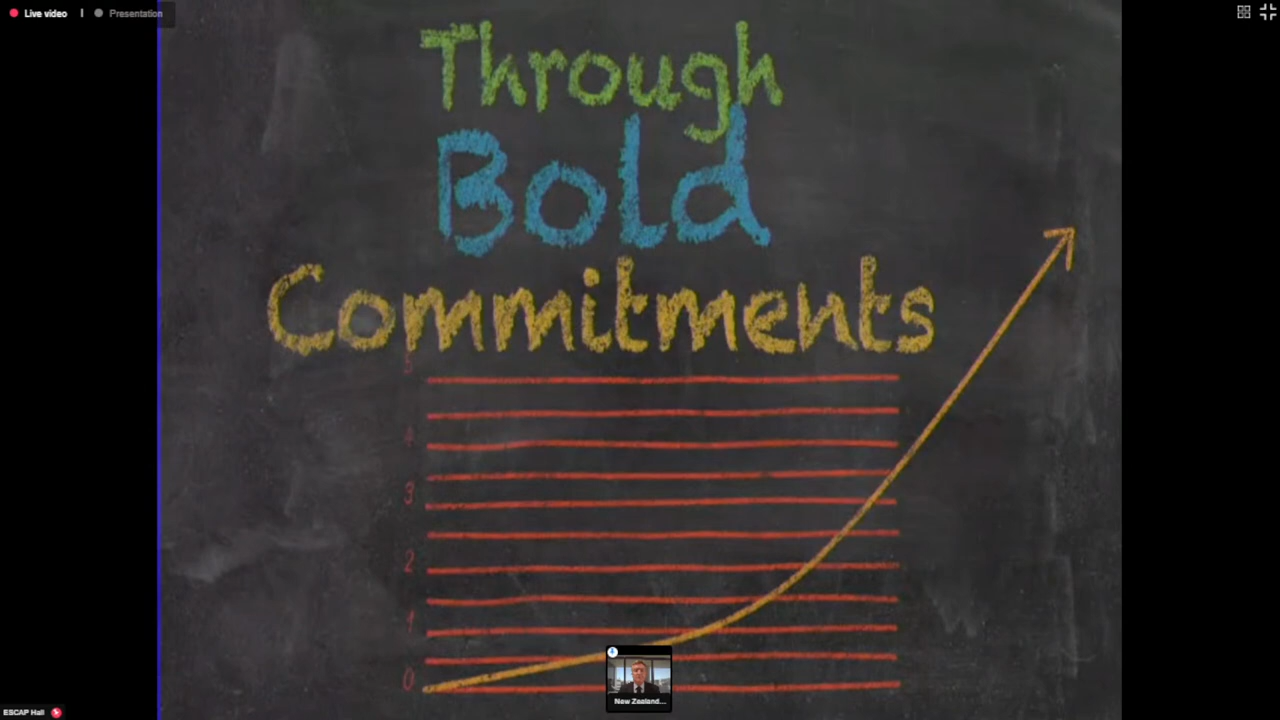 Live video
Presentation
Through
Bold
Commitments
5
4
3
2
1
0
New Zealand...
ESCAP Hall